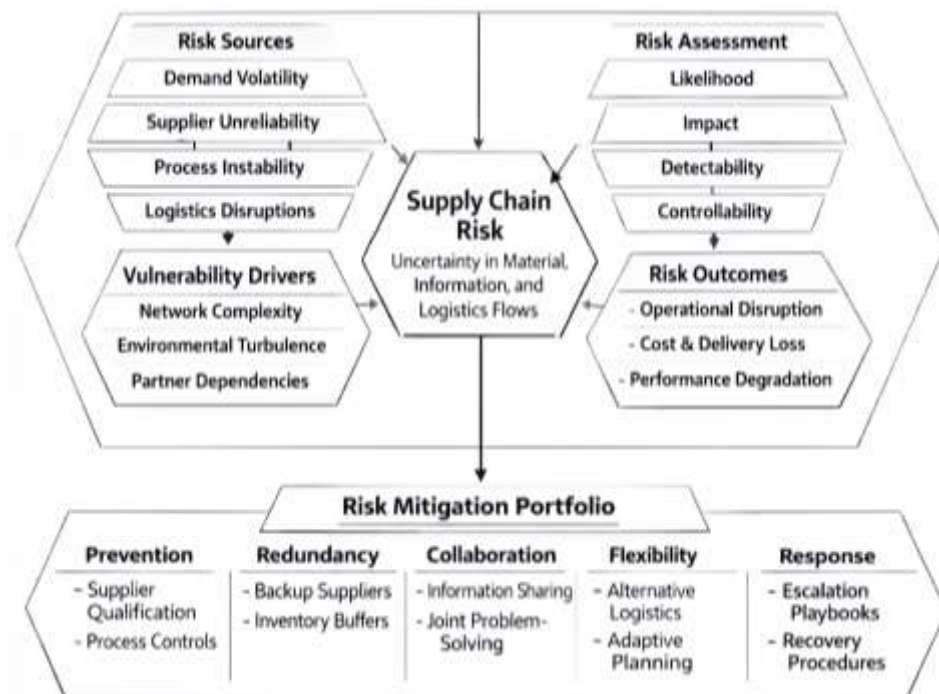 Risk Sources
Demand Volatility
Supplier Unreliability
Process Instability
Logistics Disruptions
Vulnerability Drivers
Network Complexity
Environmental Turbulence
Partner Dependencies
Supply Chain
Risk
Uncertainty in Material,
Information, and
Logistics Flows
Risk Assessment
Likelihood
Impact
Detectability
Controllability
Risk Outcomes
- Operational Disruption
- Cost & Delivery Loss
- Performance Degradation
Risk Mitigation Portfolio
Prevention
- Supplier
Qualification
- Process Controls
Redundancy
- Backup Suppliers
- Inventory Buffers
Collaboration
- Information Sharing
- Joint Problem-
Solving
Flexibility
- Alternative
Logistics
- Adaptive
Planning
Response
- Escalation
Playbooks
- Recovery
Procedures